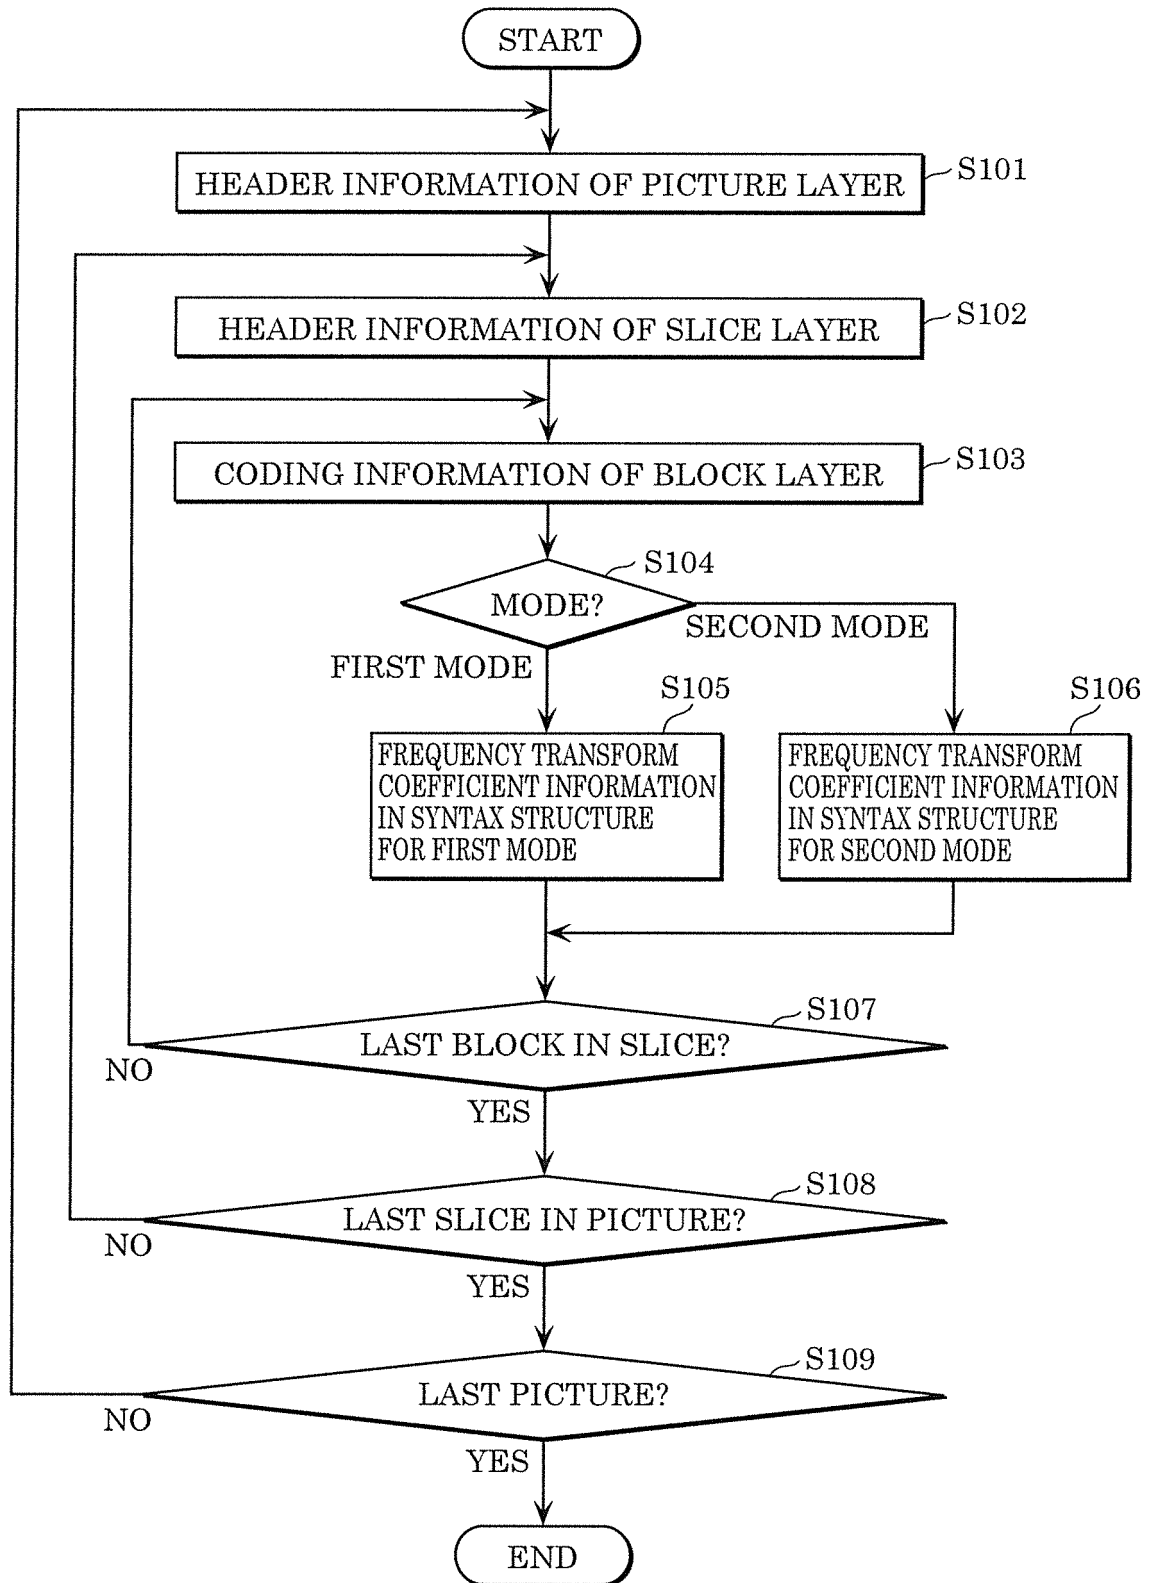 START
HEADER INFORMATION OF PICTURE LAYER
S101
HEADER INFORMATION OF SLICE LAYER
S102
CODING INFORMATION OF BLOCK LAYER
S103
S104
MODE?
SECOND MODE
FIRST MODE
S105
S106
FREQUENCY TRANSFORM
COEFFICIENT INFORMATION
IN SYNTAX STRUCTURE
FOR FIRST MODE
FREQUENCY TRANSFORM
COEFFICIENT INFORMATION
IN SYNTAX STRUCTURE
FOR SECOND MODE
S107
LAST BLOCK IN SLICE?
NO
YES
S108
LAST SLICE IN PICTURE?
NO
YES
S109
LAST PICTURE?
NO
YES
END